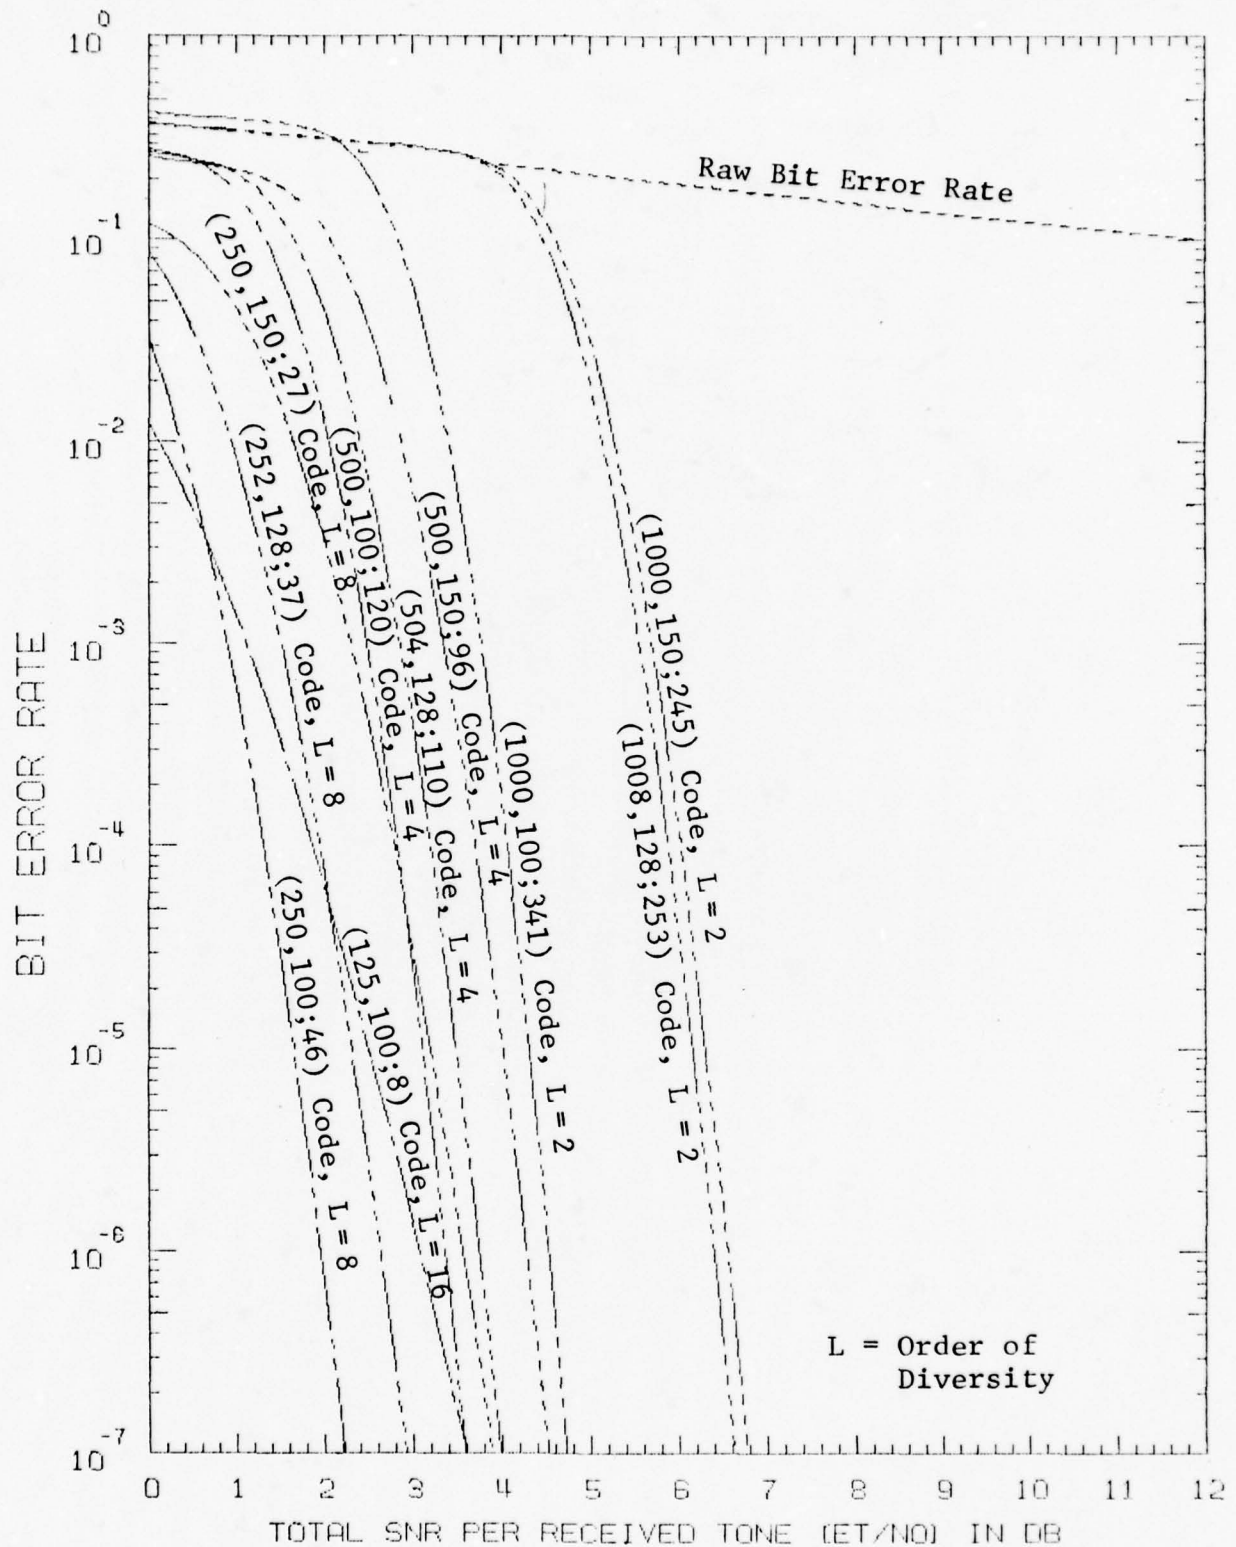 10^0
10^-1
10^-2
10^-3
10^-4
10^-5
10^-6
10^-7
BIT ERROR RATE
Raw Bit Error Rate
(250,150;27) Code, L=8
(252,128;37) Code, L=8
(500,100;120) Code, L=4
(504,128;110) Code, L=4
(500,150;96) Code, L=4
(1000,100;341) Code, L=2
(1000,150;245) Code, L=2
(1008,128;253) Code, L=2
(250,100;46) Code, L=8
(125,100;8) Code, L=16
L = Order of
Diversity
0 1 2 3 4 5 6 7 8 9 10 11 12
TOTAL SNR PER RECEIVED TONE (ET/NO) IN DB